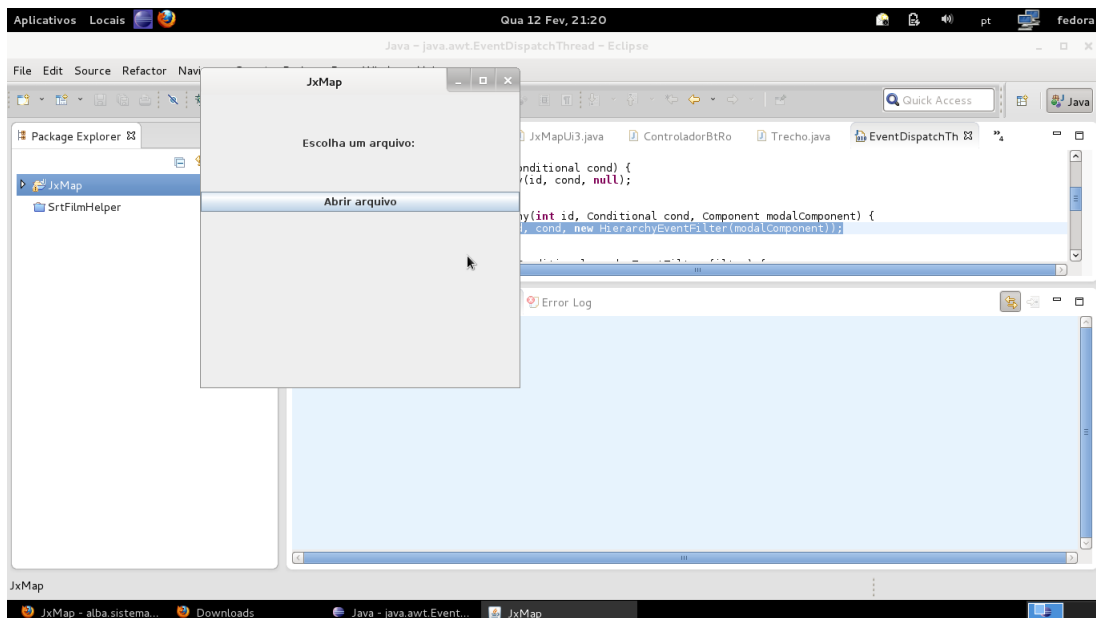 Aplicativos Locais Qua 12 Fev, 21:20 pt fedora
Java - java.awt.EventDispatchThread - Eclipse
File Edit Source Refactor
JxMap
Quick Access Java
Package Explorer JxMapUi3.java ControladorBtRo Trecho.java EventDispatchTh 4
Escolha um arquivo:
onditional cond) {
(id, cond, null);
JxMap
Abrir arquivo
SrtFilmHelper
(int id, Conditional cond, Component modalComponent) {
, cond, new HierarchyEventFilter(modalComponent));
Error Log
JxMap
JxMap - alba.sistema... Downloads Java - java.awt.Event... JxMap